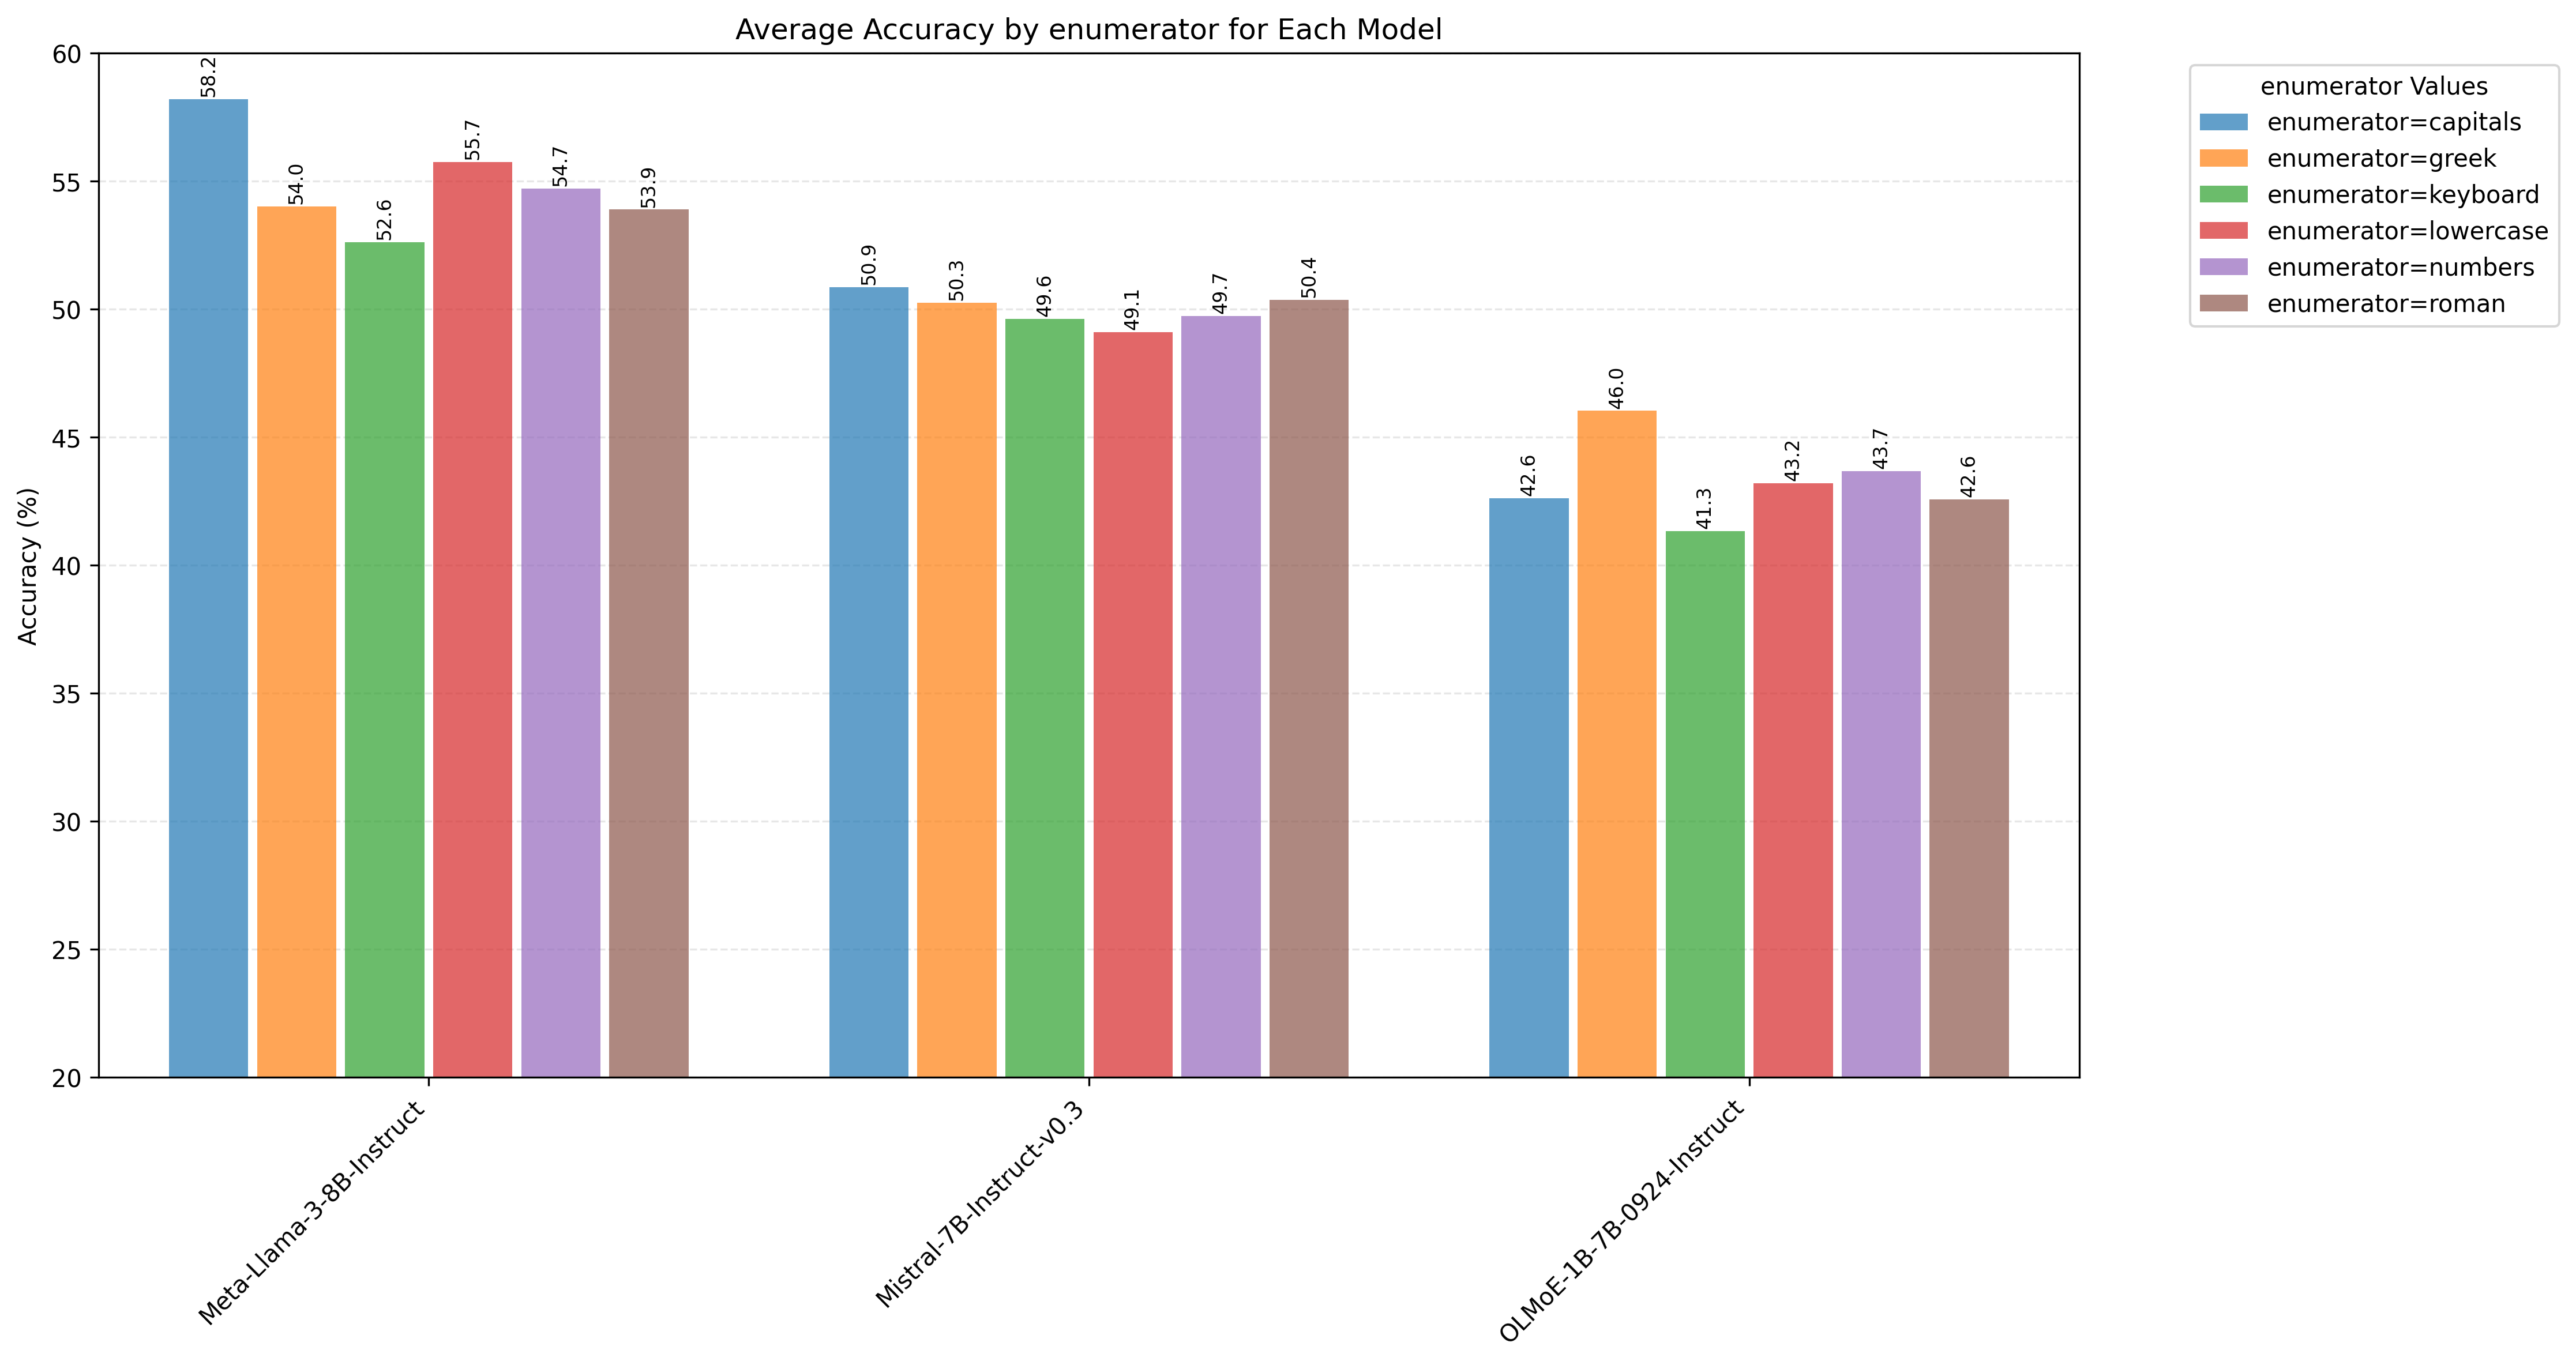 Average Accuracy by enumerator for Each Model
Accuracy (%)
60
55
50
45
40
35
30
25
20
58.2
54.0
52.6
55.7
54.7
53.9
50.9
50.3
49.6
49.1
49.7
50.4
42.6
46.0
41.3
43.2
43.7
42.6
Meta-Llama-3-8B-Instruct
Mistral-7B-Instruct-v0.3
OLMoE-1B-7B-0924-Instruct
enumerator Values
enumerator=capitals
enumerator=greek
enumerator=keyboard
enumerator=lowercase
enumerator=numbers
enumerator=roman